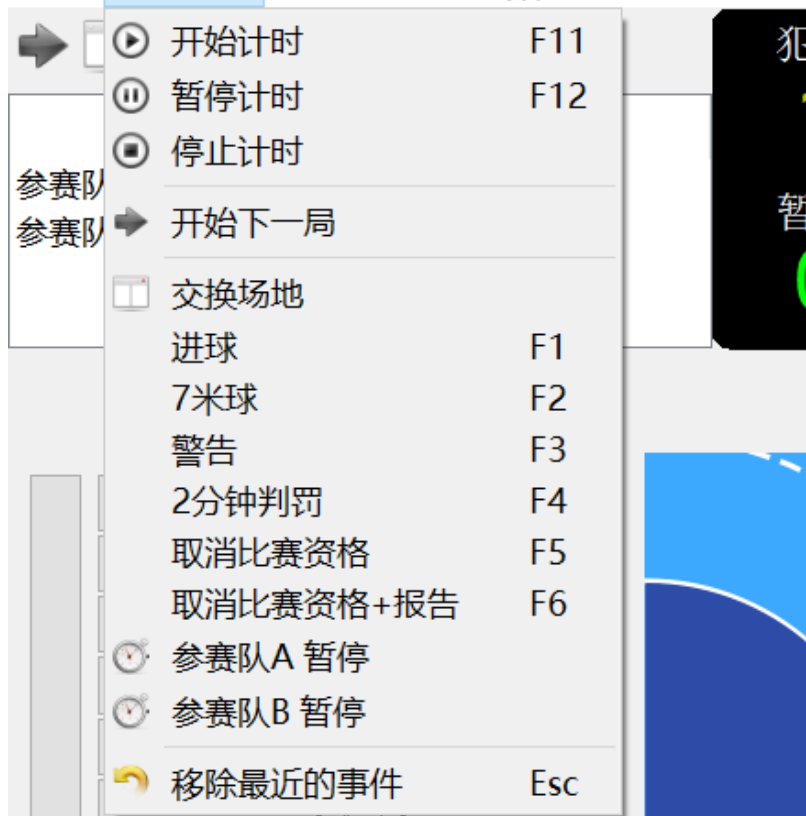 开始计时 F11
暂停计时 F12
停止计时
参赛队
参赛队
开始下一局
交换场地
进球 F1
7米球 F2
警告 F3
2分钟判罚 F4
取消比赛资格 F5
取消比赛资格+报告 F6
参赛队A 暂停
参赛队B 暂停
移除最近的事件 Esc
犯
暂